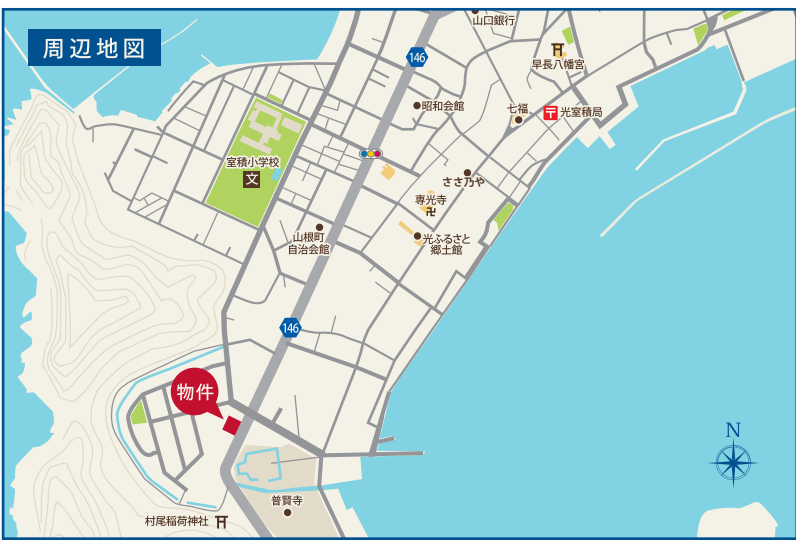 周辺地図
山口銀行
146
早長八幡宮
昭和会館
七福
〒
光室積局
室積小学校
文
ささ乃や
専光寺
山根町
自治会館
光ふるさと
郷土館
146
物件
N
普賢寺
村尾稲荷神社